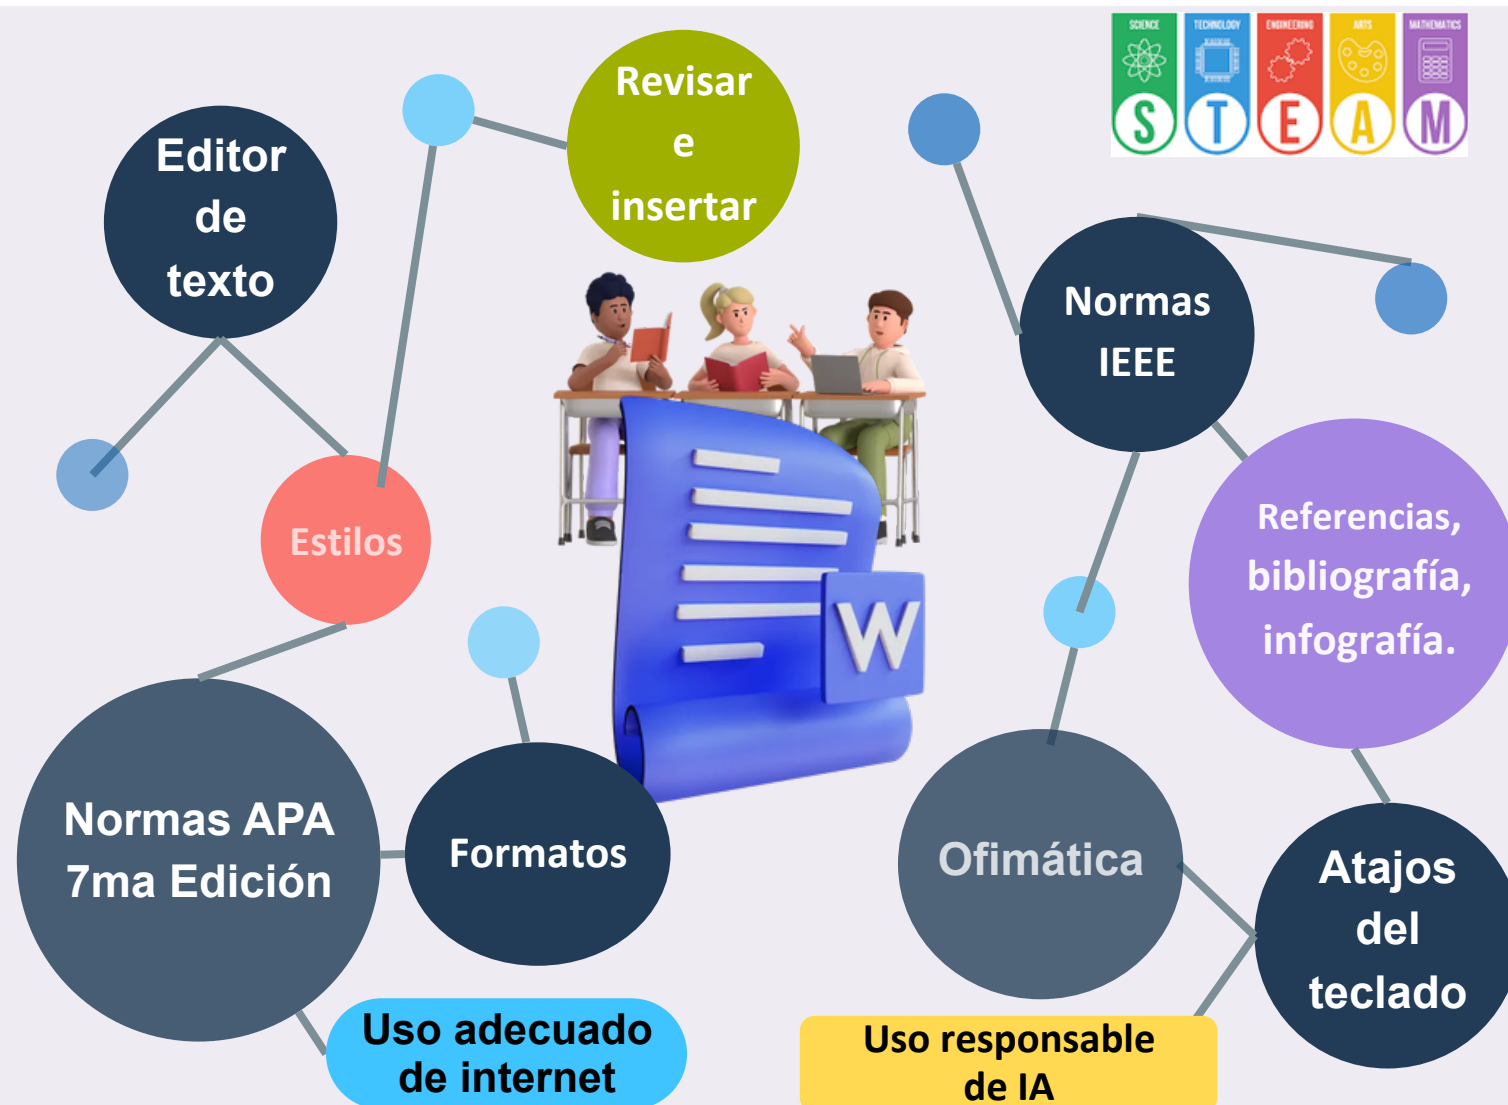 SCIENCE
TECHNOLOGY
ENGINEERING
ARTS
MATHEMATICS
S T E A M
Revisar
e
insertar
Editor
de
texto
Normas
IEEE
Estilos
Referencias,
bibliografía,
infografía.
W
Normas APA
7ma Edición
Formatos
Ofimática
Atajos
del
teclado
Uso adecuado
de internet
Uso responsable
de IA